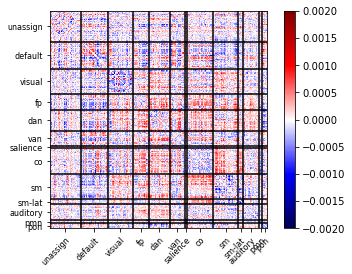 unassign
default
visual
fp
dan
van
salience
co
sm
sm-lat
auditory
pmn
pon
unassign
default
visual
fp
dan
van
salience
co
sm
sm-lat
auditory
0.0020
0.0015
0.0010
0.0005
0.0000
−0.0005
−0.0010
−0.0015
−0.0020